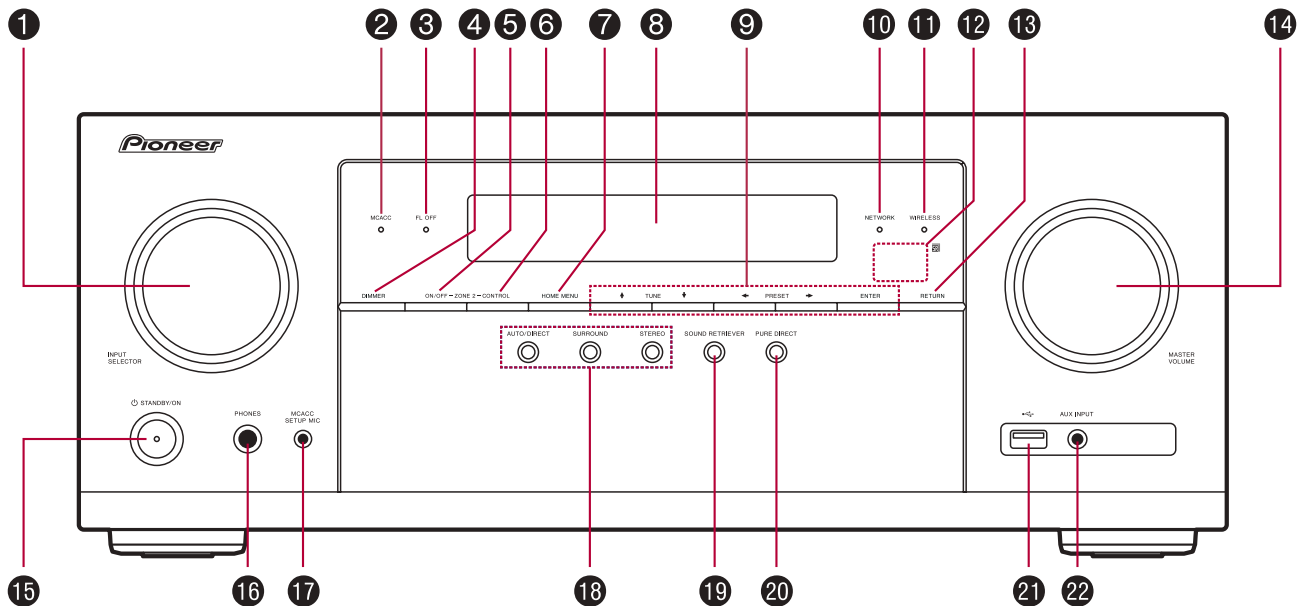 1 2 3 4 5 6 7 8 9 10 11 12 13 14
Pioneer
MCACC
FL OFF
NETWORK
WIRELESS
DIMMER
ON/OFF – ZONE 2 – CONTROL
HOME MENU
TUNE
PRESET
ENTER
RETURN
INPUT
SELECTOR
AUTO/DIRECT
SURROUND
STEREO
SOUND RETRIEVER
PURE DIRECT
MASTER
VOLUME
STANDBY/ON
PHONES
MCACC
SETUP MIC
AUX INPUT
15 16 17 18 19 20 21 22